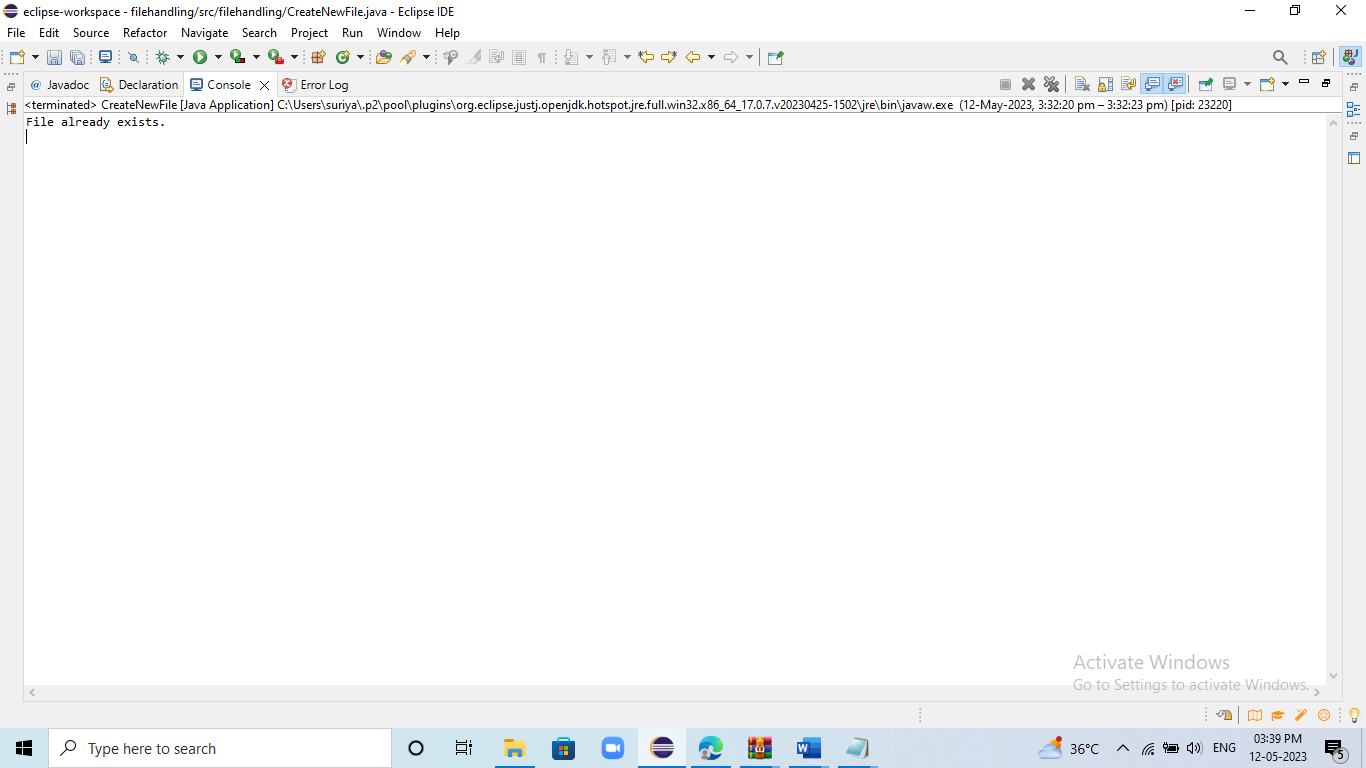 eclipse-workspace - filehandling/src/filehandling/CreateNewFile.java - Eclipse IDE
File Edit Source Refactor Navigate Search Project Run Window Help
@ Javadoc Declaration Console Error Log
<terminated> CreateNewFile [Java Application] C:\Users\suriya\.p2\pool\plugins\org.eclipse.justj.openjdk.hotspot.jre.full.win32.x86_64_17.0.7.v20230425-1502\jre\bin\javaw.exe (12-May-2023, 3:32:20 pm – 3:32:23 pm) [pid: 23220]
File already exists.
Activate Windows
Go to Settings to activate Windows.
Type here to search
36°C
ENG
03:39 PM
12-05-2023
5